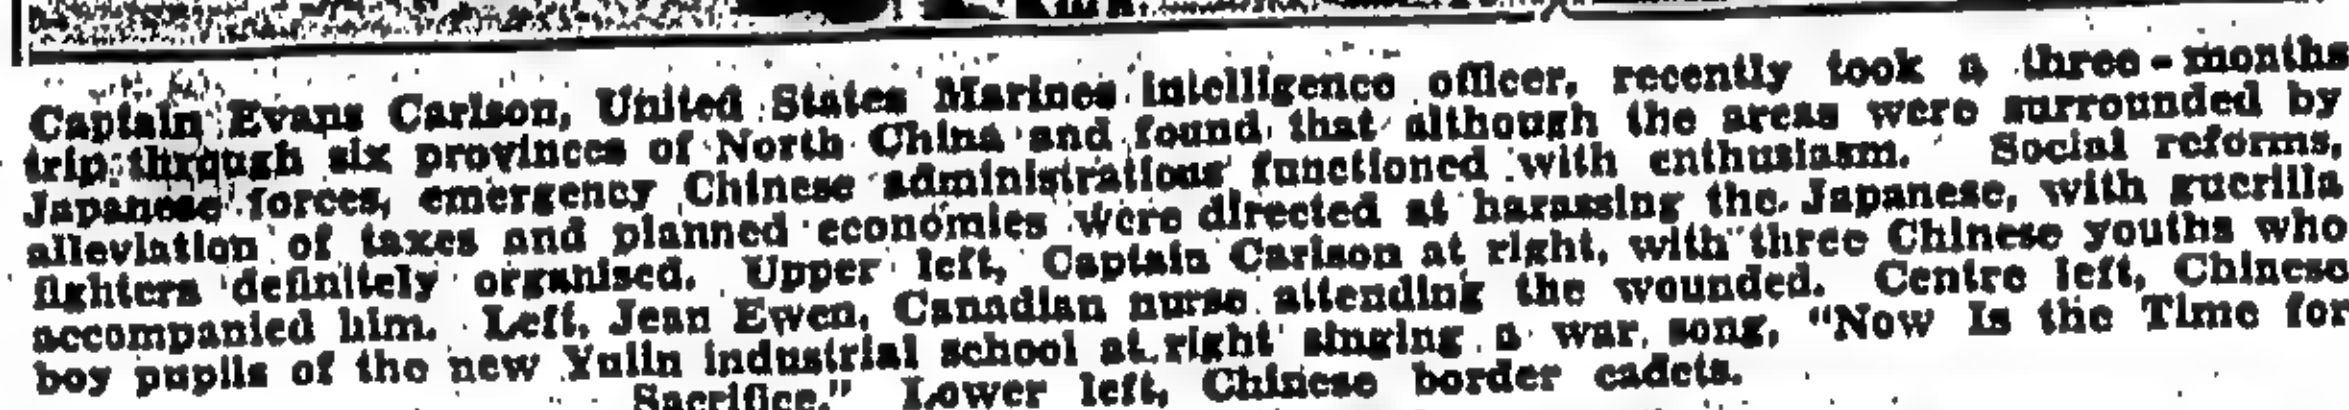 Captain Evans Carlson, United States Marines intelligence officer, recently took a three-months
trip through six provinces of North China and found that although the areas were surrounded by
Japanese forces, emergency Chinese administrations functioned with enthusiasm. Social reforms,
alleviation of taxes and planned economies were directed at harassing the Japanese, with guerilla
fighters definitely organised. Upper left, Captain Carlson at right, with three Chinese youths who
accompanied him. Left, Jean Ewen, Canadian nurse attending the wounded. Centre left, Chinese
boy pupils of the new Yulin industrial school at right singing a war song, "Now Is the Time for
Sacrifice." Lower left, Chinese border cadets.